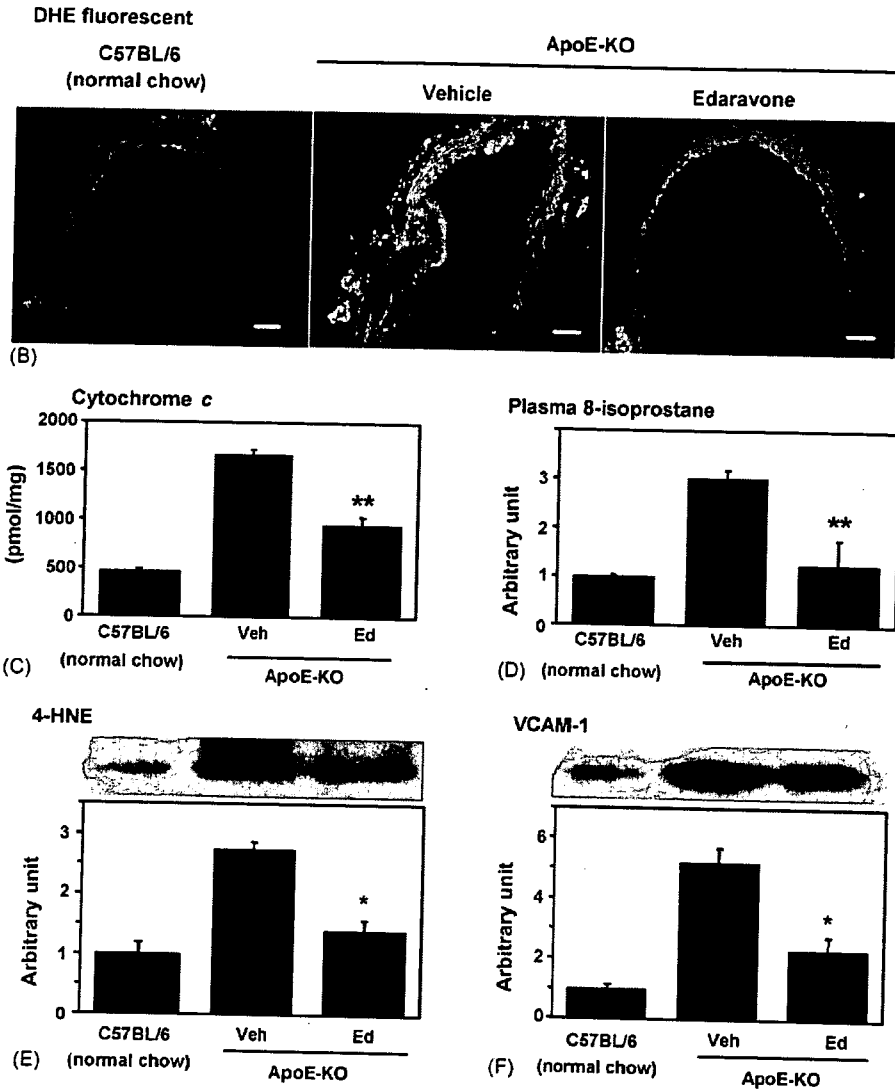 DHE fluorescent
C57BL/6
(normal chow)
ApoE-KO
Vehicle
Edaravone
(B)
Cytochrome c
2000
1500
1000
500
0
(pmol/mg)
**
C57BL/6
(normal chow)
Veh
Ed
ApoE-KO
(C)
Plasma 8-isoprostane
3
2
1
0
Arbitrary unit
**
C57BL/6
(normal chow)
Veh
Ed
ApoE-KO
(D)
4-HNE
3
2
1
0
Arbitrary unit
*
C57BL/6
(normal chow)
Veh
Ed
ApoE-KO
(E)
VCAM-1
6
4
2
0
Arbitrary unit
*
C57BL/6
(normal chow)
Veh
Ed
ApoE-KO
(F)